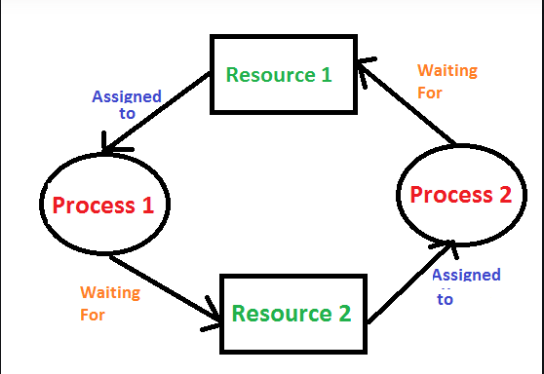 Resource 1
Waiting
For
Assigned
to
Process 1
Process 2
Assigned
to
Waiting
For
Resource 2